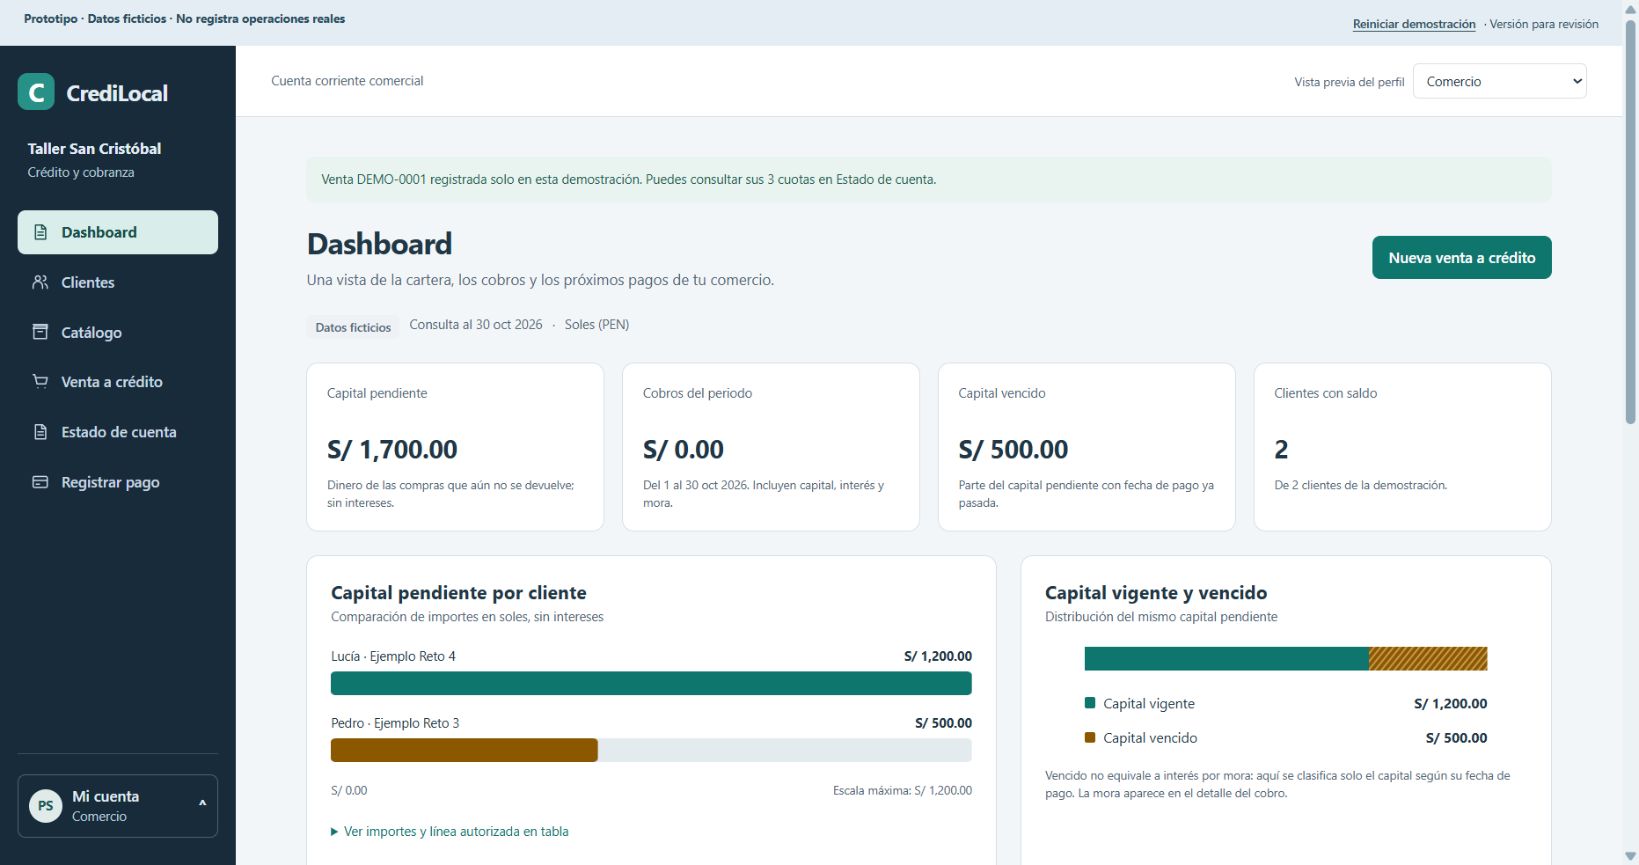 Prototipo · Datos ficticios · No registra operaciones reales
Reiniciar demostración · Versión para revisión
C CrediLocal
Taller San Cristóbal
Crédito y cobranza
Dashboard
Clientes
Catálogo
Venta a crédito
Estado de cuenta
Registrar pago
PS
Mi cuenta
Comercio
Cuenta corriente comercial
Vista previa del perfil Comercio
Venta DEMO-0001 registrada solo en esta demostración. Puedes consultar sus 3 cuotas en Estado de cuenta.
Dashboard
Una vista de la cartera, los cobros y los próximos pagos de tu comercio.
Nueva venta a crédito
Datos ficticios Consulta al 30 oct 2026 · Soles (PEN)
Capital pendiente
S/ 1,700.00
Dinero de las compras que aún no se devuelve;
sin intereses.
Cobros del periodo
S/ 0.00
Del 1 al 30 oct 2026. Incluyen capital, interés y
mora.
Capital vencido
S/ 500.00
Parte del capital pendiente con fecha de pago ya
pasada.
Clientes con saldo
2
De 2 clientes de la demostración.
Capital pendiente por cliente
Comparación de importes en soles, sin intereses
Lucía · Ejemplo Reto 4 S/ 1,200.00
Pedro · Ejemplo Reto 3 S/ 500.00
S/ 0.00 Escala máxima: S/ 1,200.00
Ver importes y línea autorizada en tabla
Capital vigente y vencido
Distribución del mismo capital pendiente
Capital vigente S/ 1,200.00
Capital vencido S/ 500.00
Vencido no equivale a interés por mora: aquí se clasifica solo el capital según su fecha de
pago. La mora aparece en el detalle del cobro.